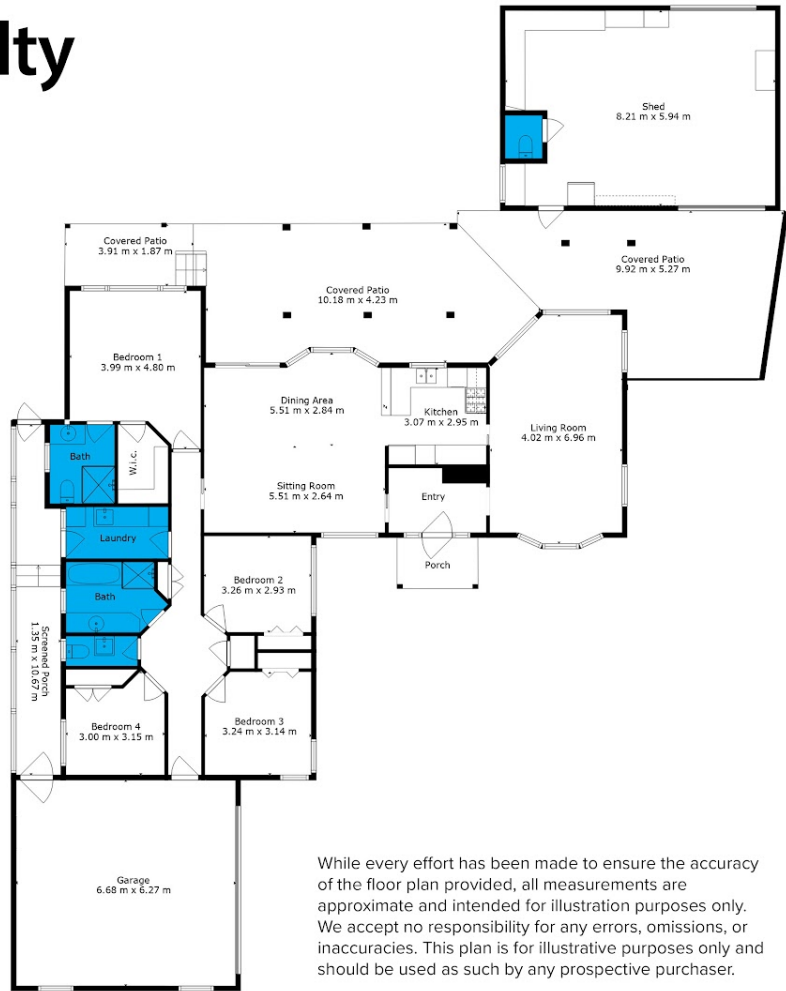 lty
Shed
8.21 m x 5.94 m
Covered Patio
3.91 m x 1.87 m
Covered Patio
9.92 m x 5.27 m
Covered Patio
10.18 m x 4.23 m
Bedroom 1
3.99 m x 4.80 m
Dining Area
5.51 m x 2.84 m
Kitchen
3.07 m x 2.95 m
Living Room
4.02 m x 6.96 m
Bath
W.i.c.
Sitting Room
5.51 m x 2.64 m
Entry
Laundry
Porch
Bedroom 2
3.26 m x 2.93 m
Bath
Screened Porch
1.35 m x 10.67 m
Bedroom 4
3.00 m x 3.15 m
Bedroom 3
3.24 m x 3.14 m
Garage
6.68 m x 6.27 m
While every effort has been made to ensure the accuracy
of the floor plan provided, all measurements are
approximate and intended for illustration purposes only.
We accept no responsibility for any errors, omissions, or
inaccuracies. This plan is for illustrative purposes only and
should be used as such by any prospective purchaser.